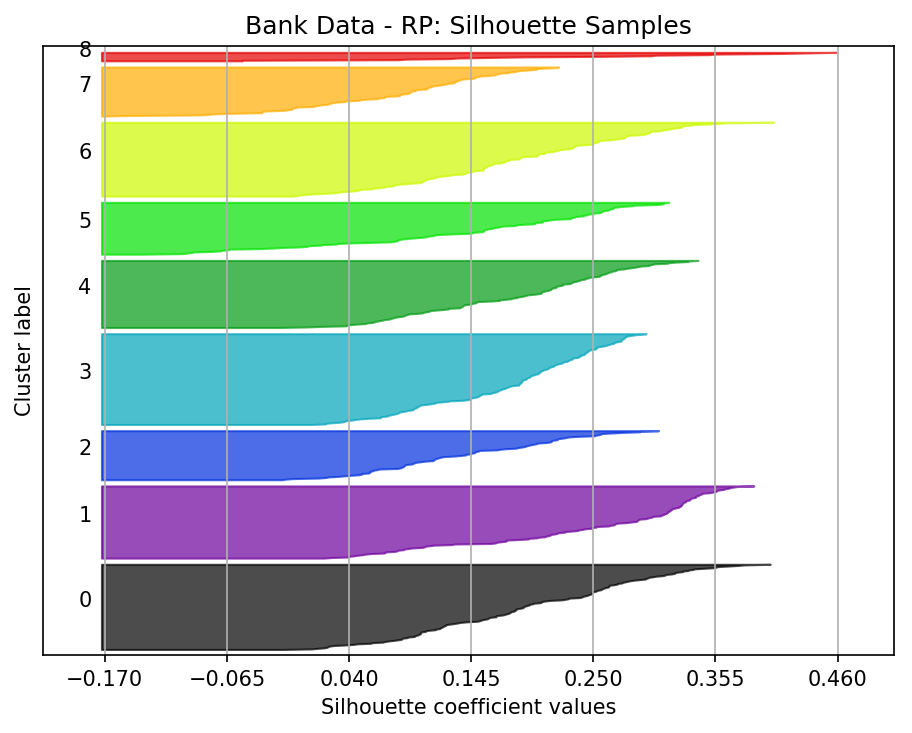 Bank Data - RP: Silhouette Samples
8
7
6
5
4
3
2
1
0
Cluster label
−0.170 −0.065 0.040 0.145 0.250 0.355 0.460
Silhouette coefficient values